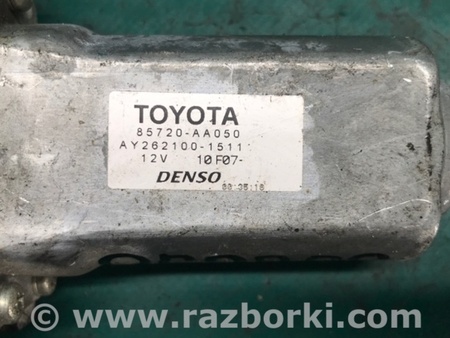 TOYOTA
85720-AA050
AY262100-1511
12V 10F07-
DENSO
www.razborki.com